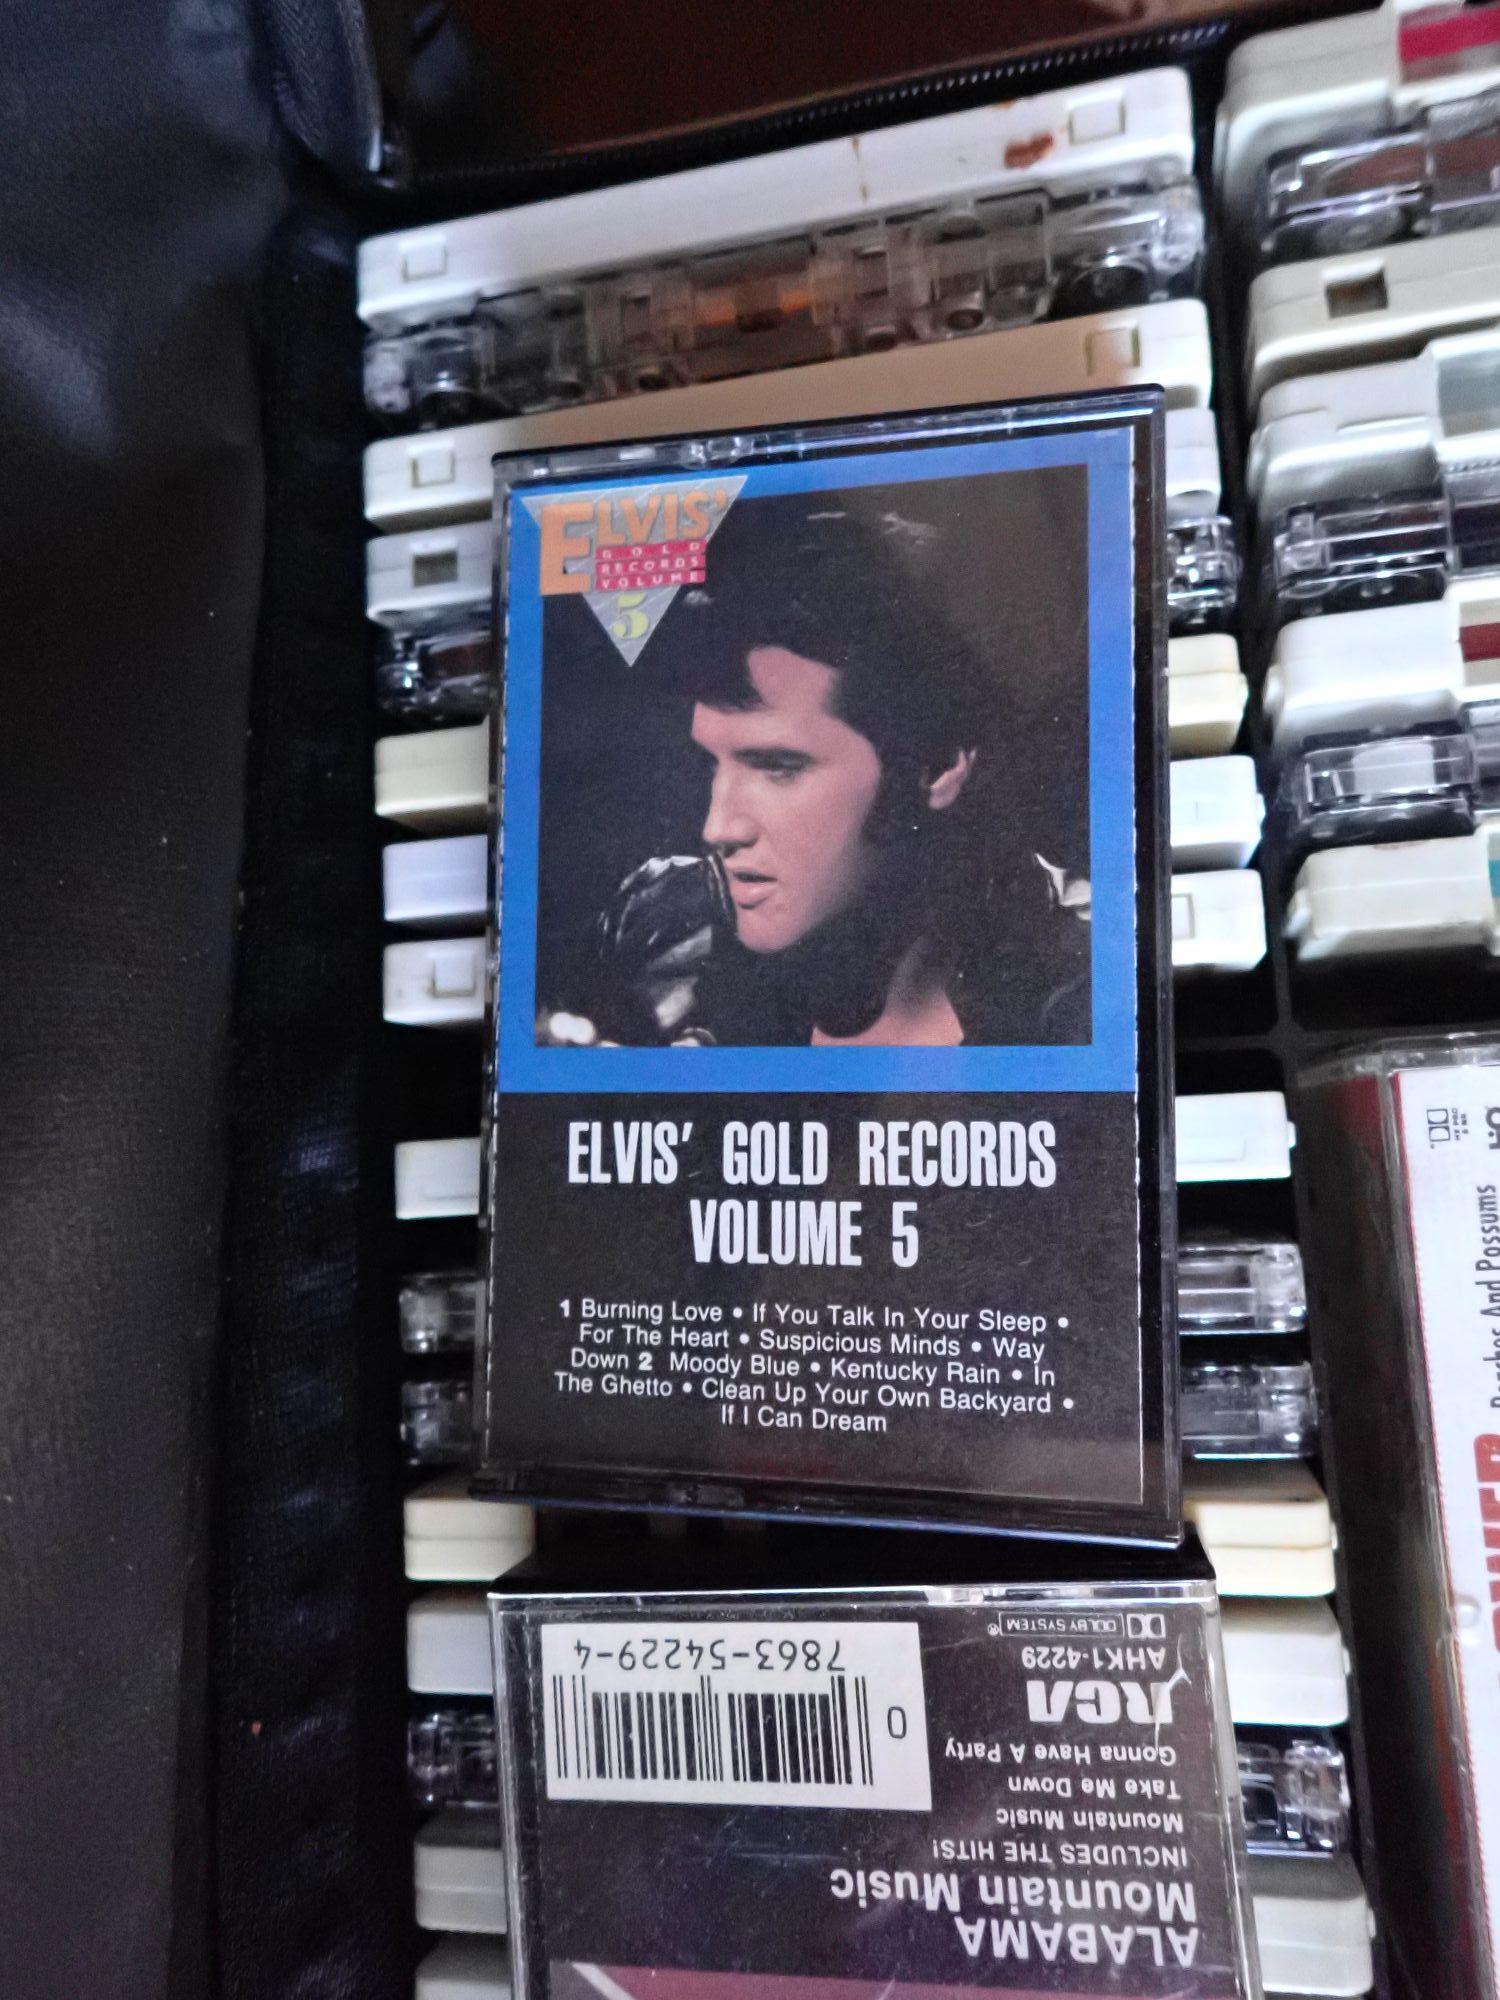 ELVIS'
GOLD
RECORDS
VOLUME
5
ELVIS' GOLD RECORDS
VOLUME 5
1 Burning Love • If You Talk In Your Sleep •
For The Heart • Suspicious Minds • Way
Down 2 Moody Blue • Kentucky Rain • In
The Ghetto • Clean Up Your Own Backyard •
If I Can Dream
ALABAMA
Mountain Music
INCLUDES THE HITS!
Mountain Music
Take Me Down
Gonna Have A Party
RCA
AHK1-4229
DOLBY SYSTEM®
0
7863-54229-4
And Possums